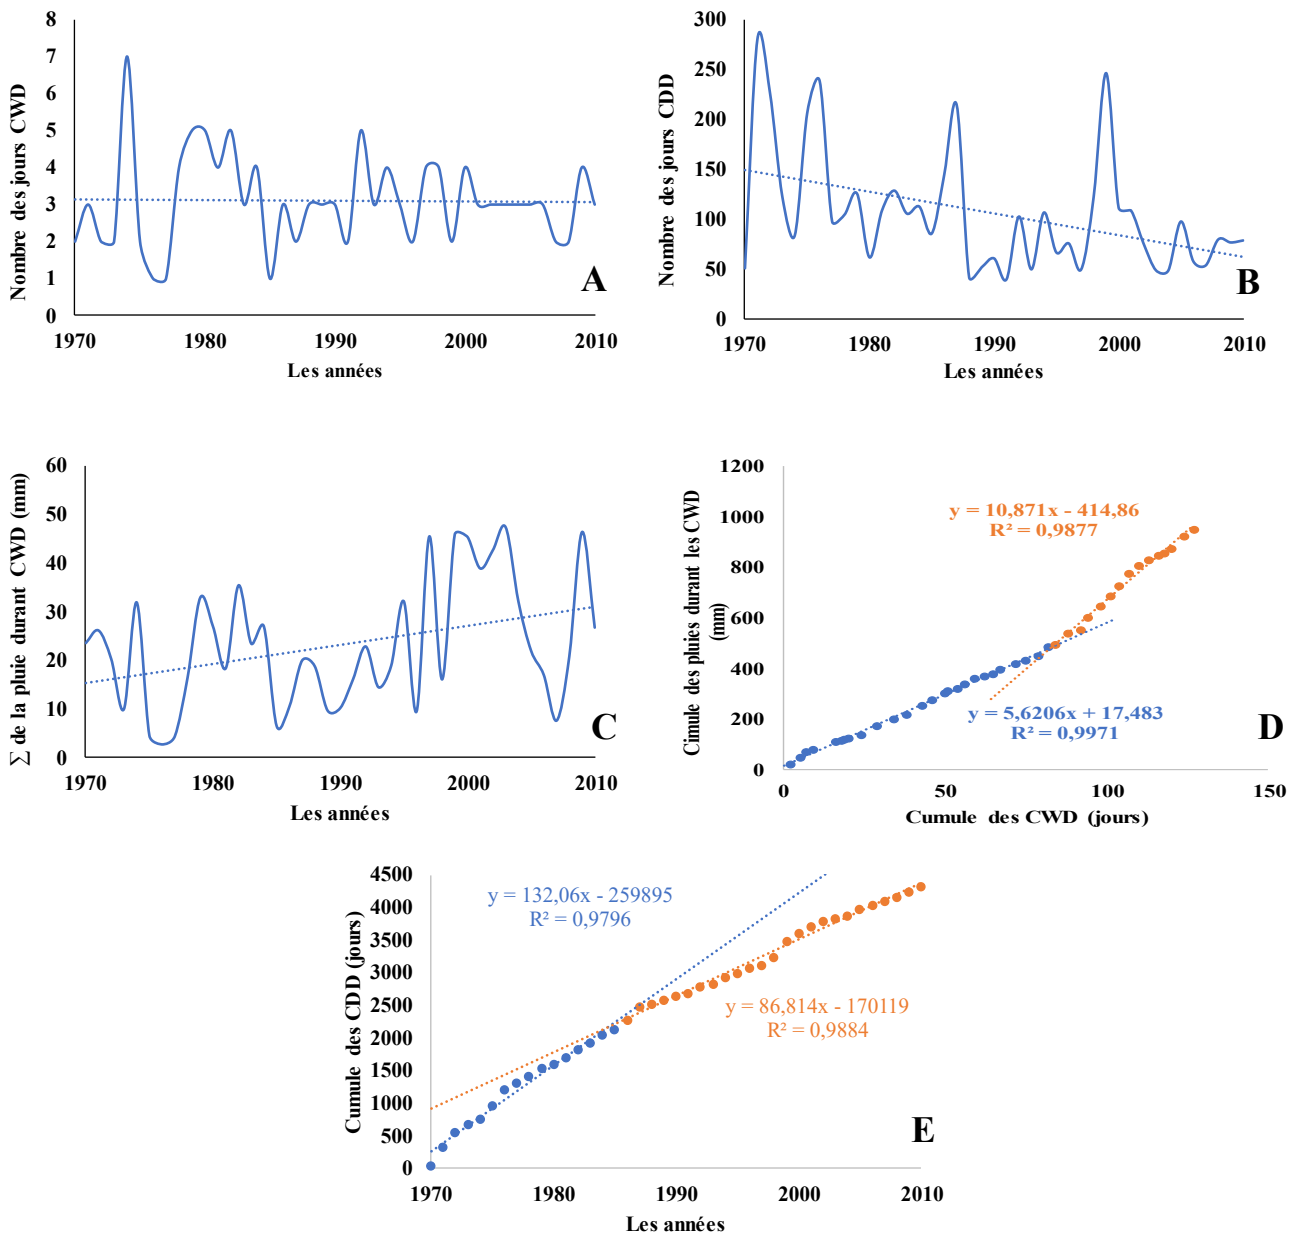 Nombre des jours CWD
8
7
6
5
4
3
2
1
0
A
1970 1980 1990 2000 2010
Les années
Nombre des jours CDD
300
250
200
150
100
50
0
B
1970 1980 1990 2000 2010
Les années
∑ de la pluie durant CWD (mm)
60
50
40
30
20
10
0
C
1970 1980 1990 2000 2010
Les années
Cimule des pluies durant les CWD
(mm)
1200
1000
800
600
400
200
0
y = 10,871x - 414,86
R² = 0,9877
y = 5,6206x + 17,483
R² = 0,9971
D
0 50 100 150
Cumule des CWD (jours)
Cumule des CDD (jours)
4500
4000
3500
3000
2500
2000
1500
1000
500
0
y = 132,06x - 259895
R² = 0,9796
y = 86,814x - 170119
R² = 0,9884
E
1970 1980 1990 2000 2010
Les années